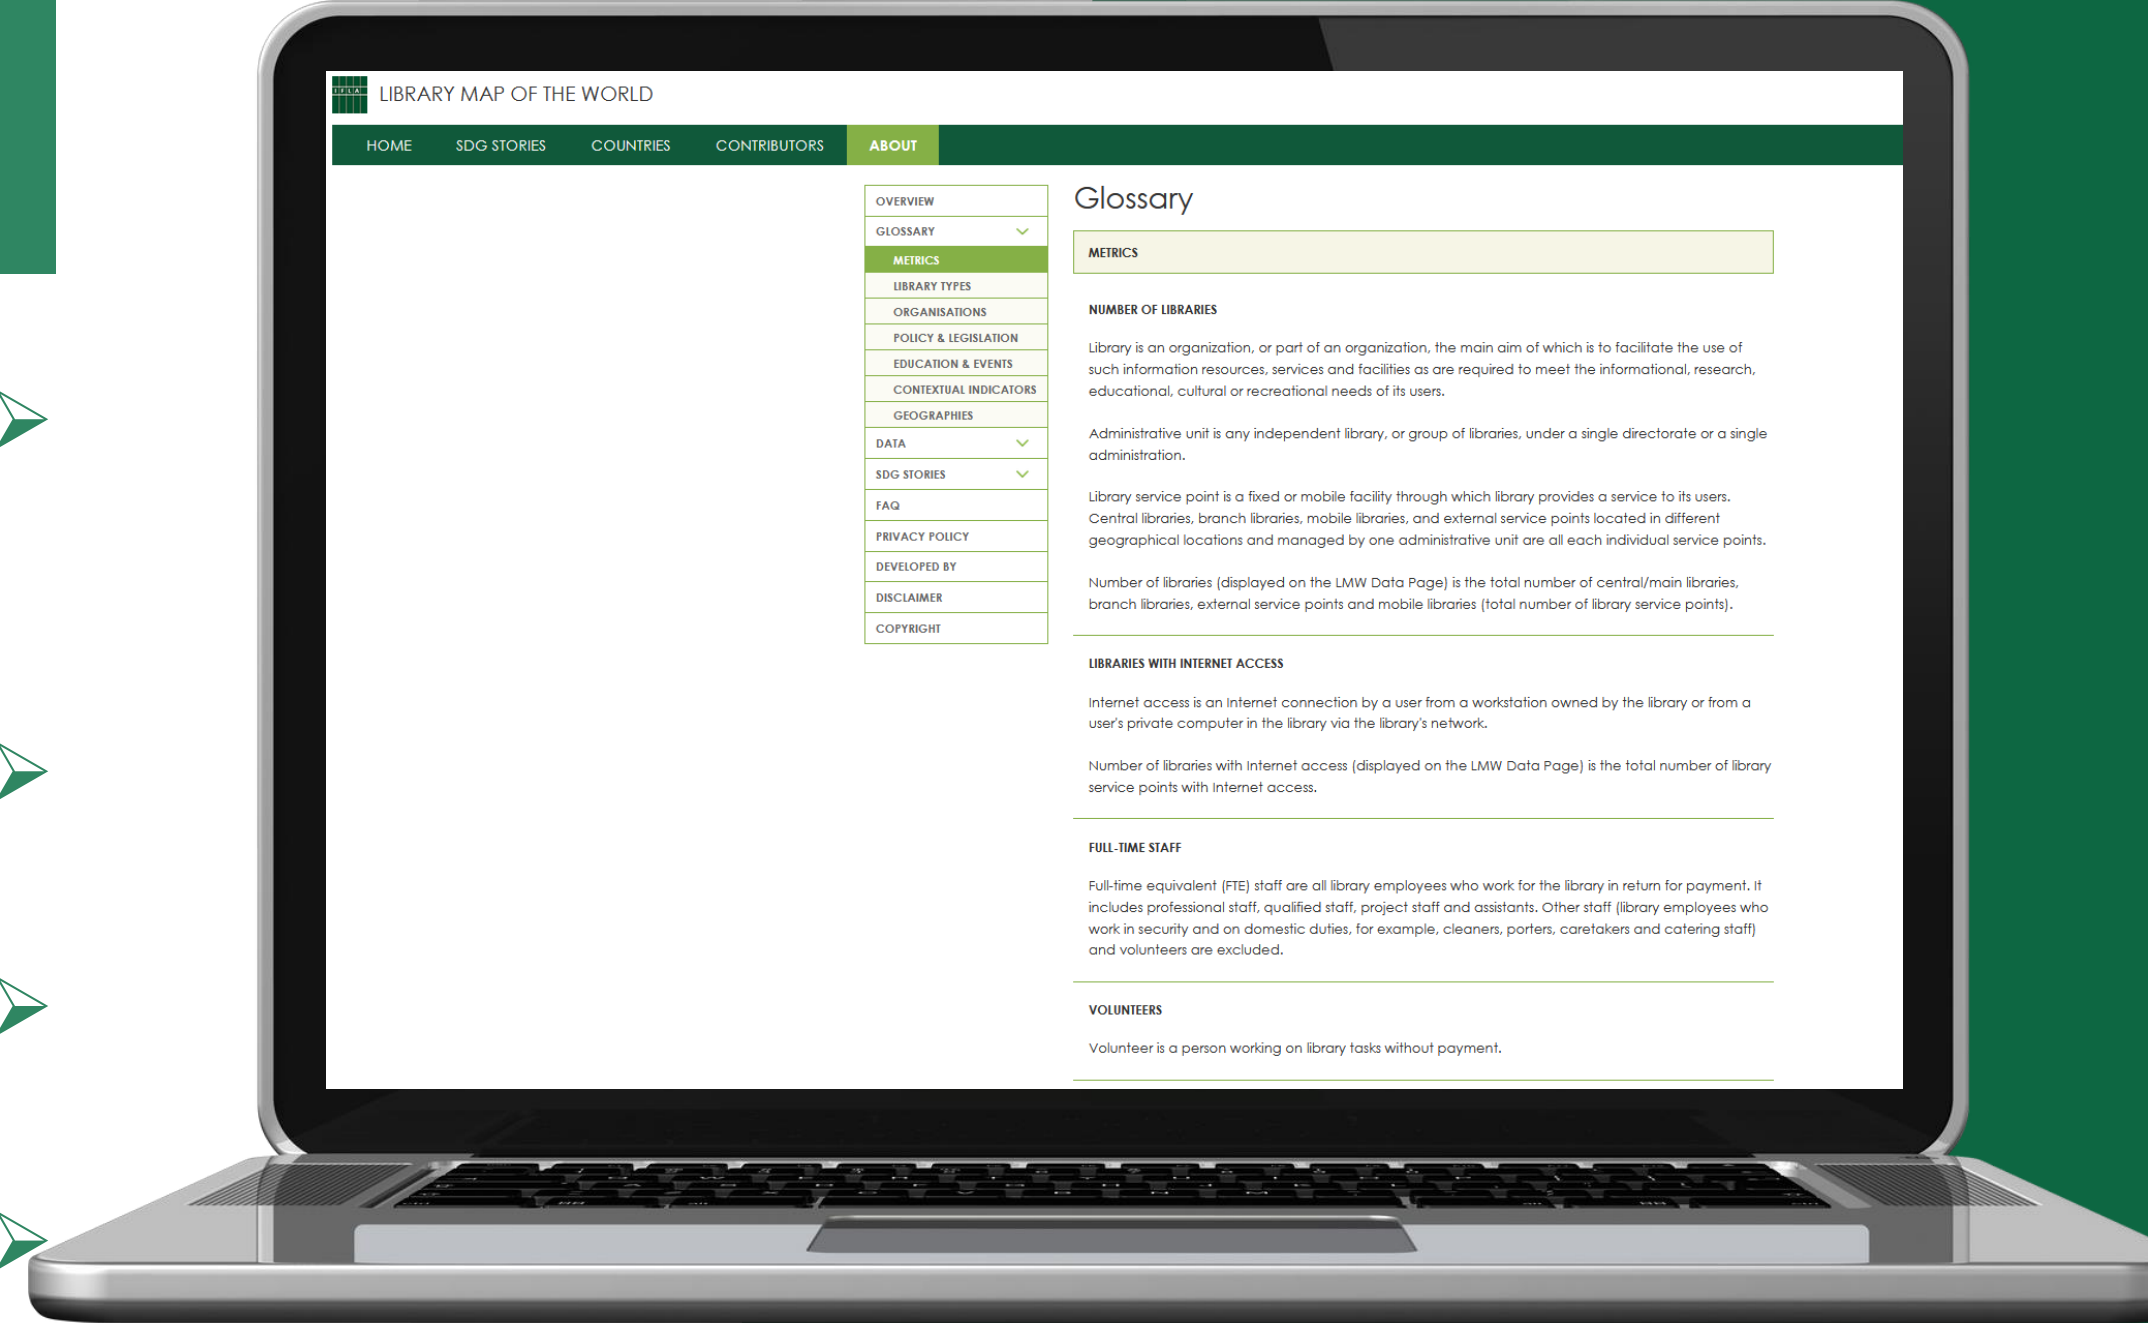 IFLA
LIBRARY MAP OF THE WORLD
HOME SDG STORIES COUNTRIES CONTRIBUTORS ABOUT
OVERVIEW
GLOSSARY
METRICS
LIBRARY TYPES
ORGANISATIONS
POLICY & LEGISLATION
EDUCATION & EVENTS
CONTEXTUAL INDICATORS
GEOGRAPHIES
DATA
SDG STORIES
FAQ
PRIVACY POLICY
DEVELOPED BY
DISCLAIMER
COPYRIGHT
Glossary
METRICS
NUMBER OF LIBRARIES
Library is an organization, or part of an organization, the main aim of which is to facilitate the use of
such information resources, services and facilities as are required to meet the informational, research,
educational, cultural or recreational needs of its users.
Administrative unit is any independent library, or group of libraries, under a single directorate or a single
administration.
Library service point is a fixed or mobile facility through which library provides a service to its users.
Central libraries, branch libraries, mobile libraries, and external service points located in different
geographical locations and managed by one administrative unit are all each individual service points.
Number of libraries (displayed on the LMW Data Page) is the total number of central/main libraries,
branch libraries, external service points and mobile libraries (total number of library service points).
LIBRARIES WITH INTERNET ACCESS
Internet access is an Internet connection by a user from a workstation owned by the library or from a
user's private computer in the library via the library's network.
Number of libraries with Internet access (displayed on the LMW Data Page) is the total number of library
service points with Internet access.
FULL-TIME STAFF
Full-time equivalent (FTE) staff are all library employees who work for the library in return for payment. It
includes professional staff, qualified staff, project staff and assistants. Other staff (library employees who
work in security and on domestic duties, for example, cleaners, porters, caretakers and catering staff)
and volunteers are excluded.
VOLUNTEERS
Volunteer is a person working on library tasks without payment.